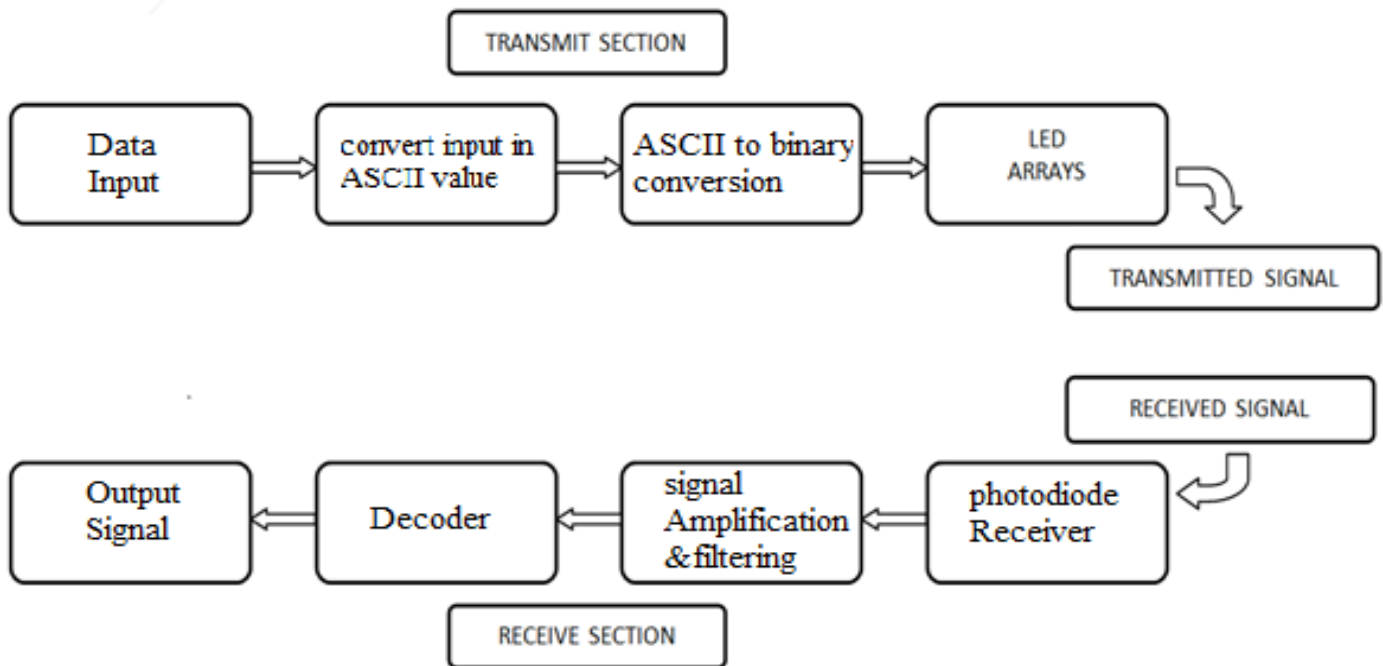 TRANSMIT SECTION
Data
Input
convert input in
ASCII value
ASCII to binary
conversion
LED
ARRAYS
TRANSMITTED SIGNAL
RECEIVED SIGNAL
Output
Signal
Decoder
signal
Amplification
&filtering
photodiode
Receiver
RECEIVE SECTION